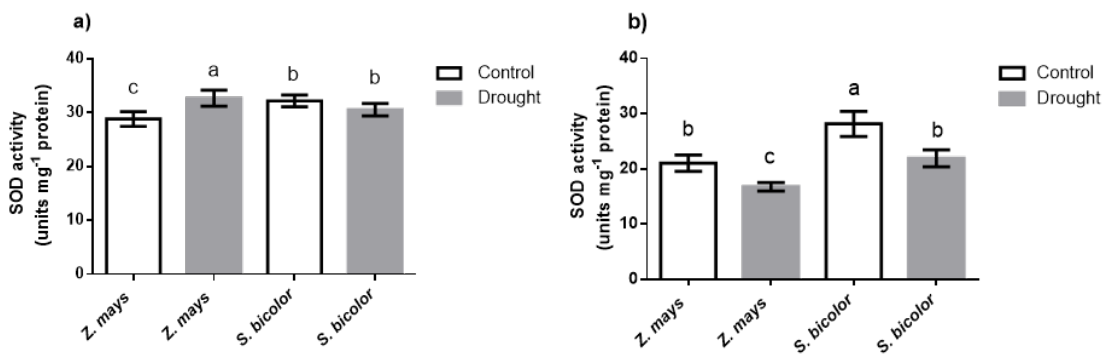 a)
SOD activity
(units mg-1 protein)
40
30
20
10
0
c
a
b
b
Z. mays
Z. mays
S. bicolor
S. bicolor
Control
Drought
b)
SOD activity
(units mg-1 protein)
40
30
20
10
0
b
c
a
b
Z. mays
Z. mays
S. bicolor
S. bicolor
Control
Drought